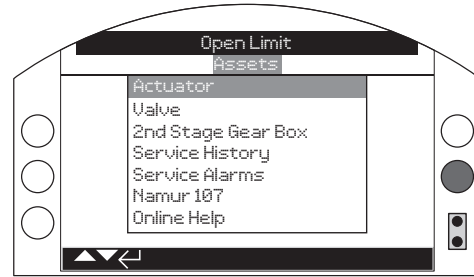 Open Limit
Assets
Actuator
Valve
2nd Stage Gear Box
Service History
Service Alarms
Namur 107
Online Help